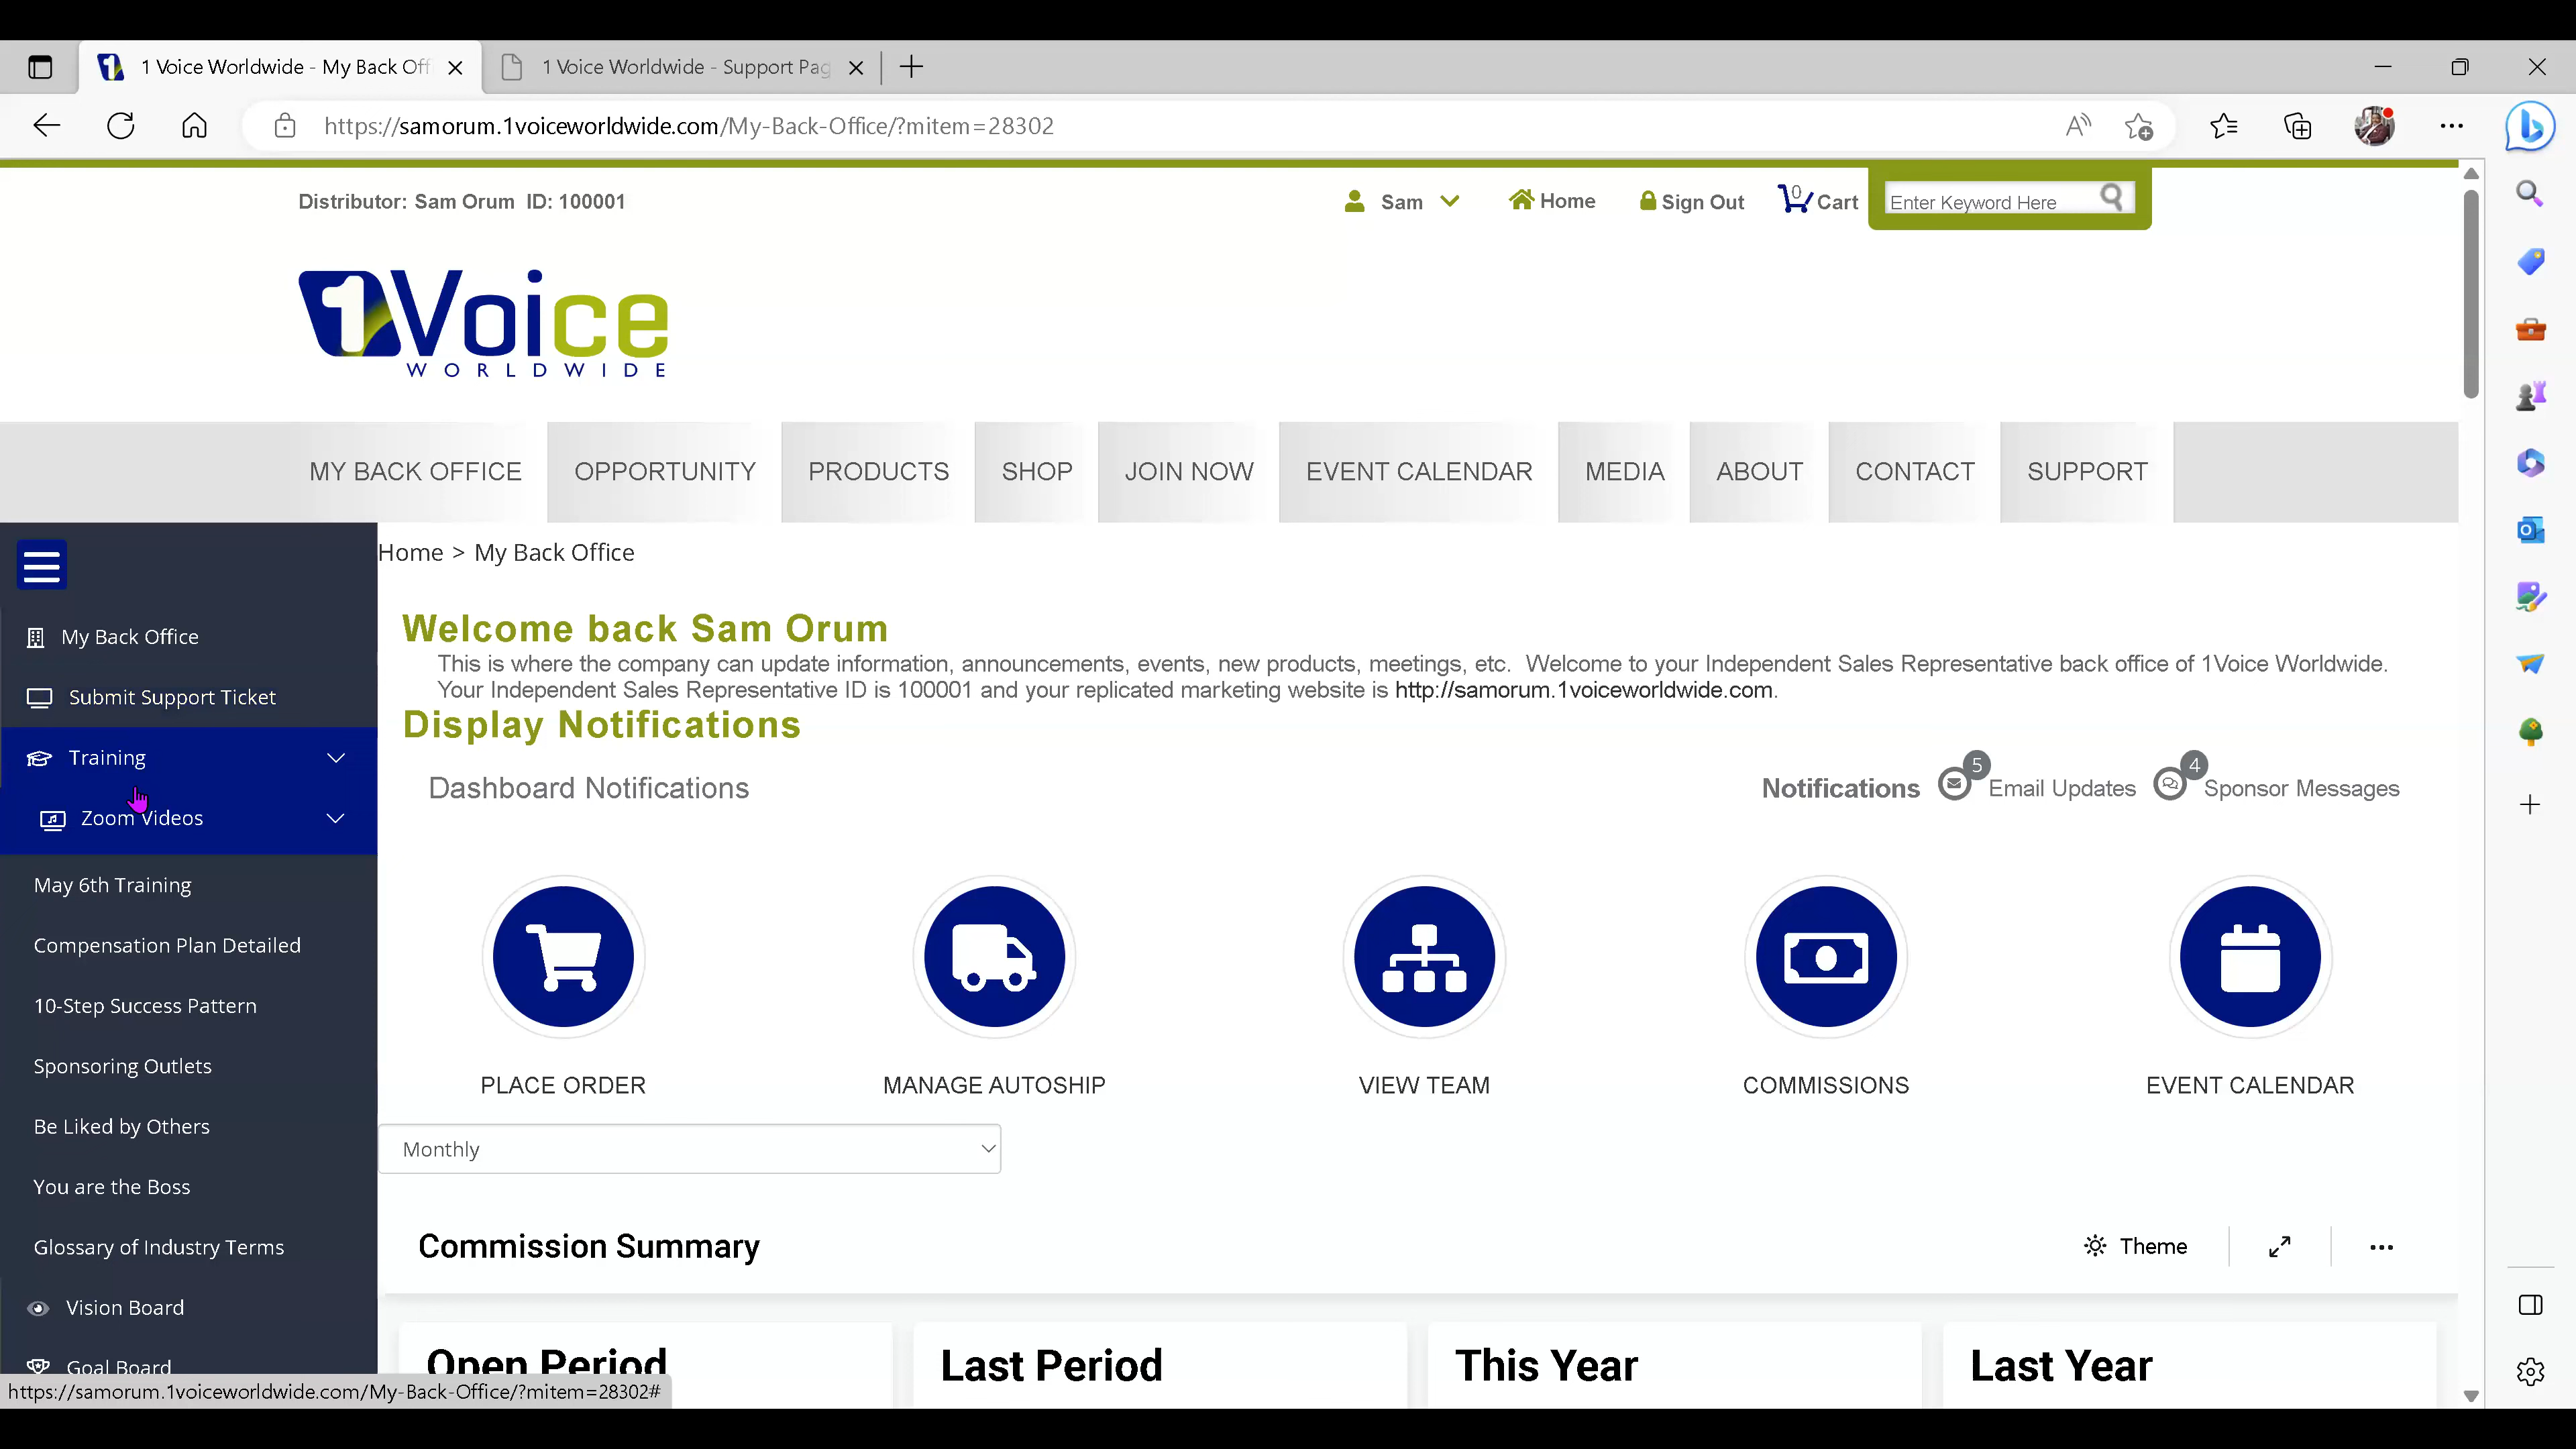 1 Voice Worldwide - My Back Off
1 Voice Worldwide - Support Pag
https://samorum.1voiceworldwide.com/My-Back-Office/?mitem=28302
Distributor: Sam Orum ID: 100001
Sam
Home
Sign Out
0
Cart
Enter Keyword Here
1Voice
WORLDWIDE
MY BACK OFFICE
OPPORTUNITY
PRODUCTS
SHOP
JOIN NOW
EVENT CALENDAR
MEDIA
ABOUT
CONTACT
SUPPORT
Home > My Back Office
My Back Office
Submit Support Ticket
Training
Zoom Videos
May 6th Training
Compensation Plan Detailed
10-Step Success Pattern
Sponsoring Outlets
Be Liked by Others
You are the Boss
Glossary of Industry Terms
Vision Board
Goal Board
Welcome back Sam Orum
This is where the company can update information, announcements, events, new products, meetings, etc. Welcome to your Independent Sales Representative back office of 1Voice Worldwide.
Your Independent Sales Representative ID is 100001 and your replicated marketing website is http://samorum.1voiceworldwide.com.
Display Notifications
Dashboard Notifications
Notifications
5
Email Updates
4
Sponsor Messages
PLACE ORDER
MANAGE AUTOSHIP
VIEW TEAM
COMMISSIONS
EVENT CALENDAR
Monthly
Commission Summary
Theme
Open Period
Last Period
This Year
Last Year
https://samorum.1voiceworldwide.com/My-Back-Office/?mitem=28302#